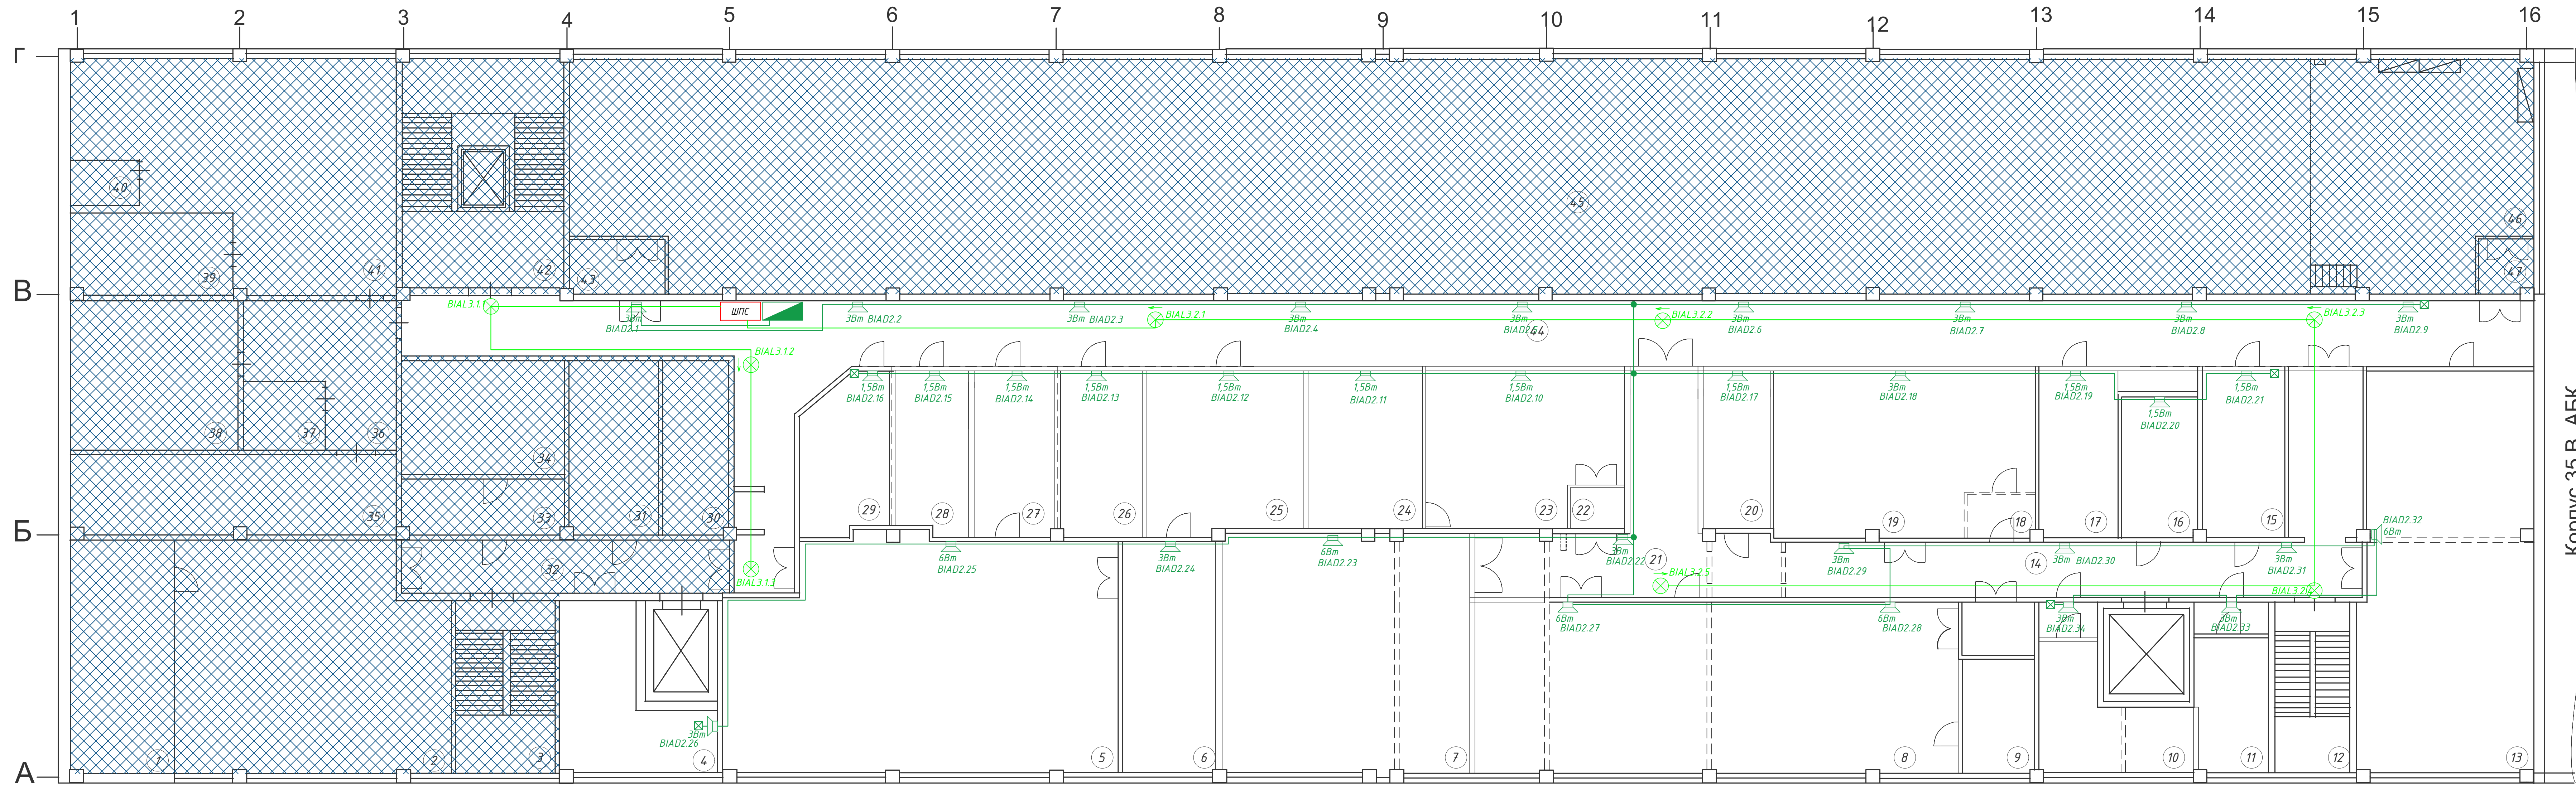 1 2 3 4 5 6 7 8 9 10 11 12 13 14 15 16
Г
40
45
46
39 41 42 43 47
В
BIAL3.1.1
ШПС
BIAL3.2.1 BIAL3.2.2 BIAL3.2.3
3Вт 3Вт 3Вт 3Вт 3Вт 3Вт 3Вт 3Вт 3Вт
BIAD2.1 BIAD2.2 BIAD2.3 BIAD2.4 44 BIAD2.6 BIAD2.7 BIAD2.8 BIAD2.9
BIAL3.1.2
1,5Вт 1,5Вт 1,5Вт 1,5Вт 1,5Вт 1,5Вт 1,5Вт 1,5Вт 3Вт 1,5Вт 1,5Вт
BIAD2.16 BIAD2.15 BIAD2.14 BIAD2.13 BIAD2.12 BIAD2.11 BIAD2.10 BIAD2.17 BIAD2.18 BIAD2.19 BIAD2.21
1,5Вт
BIAD2.20
38 37 36
34
35 33 31 30 29 28 27 26 25 24 23 22 20 19 18 17 16 15
Б
BIAD2.32
6Вт
Корпус 35 В АБК
6Вт 3Вт 6Вт 3Вт 3Вт 3Вт 3Вт
BIAD2.25 BIAD2.24 BIAD2.23 BIAD2.22 21 BIAD2.29 BIAD2.30 14 BIAD2.31
32
BIAL3.1.3 BIAL3.2.5
6Вт 6Вт 3Вт 3Вт
BIAD2.27 BIAD2.28 BIAD2.34 BIAD2.33
3Вт
BIAD2.26
1 2 3 4 5 6 7 8 9 10 11 12 13
А